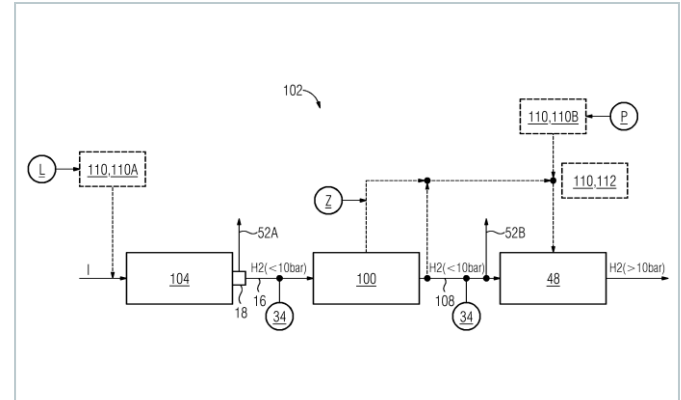 102
P
110,110B
L
110,110A
110,112
Z
52A
52B
I
H2(<10bar)
H2(<10bar)
H2(>10bar)
104
100
48
18
16
34
108
34